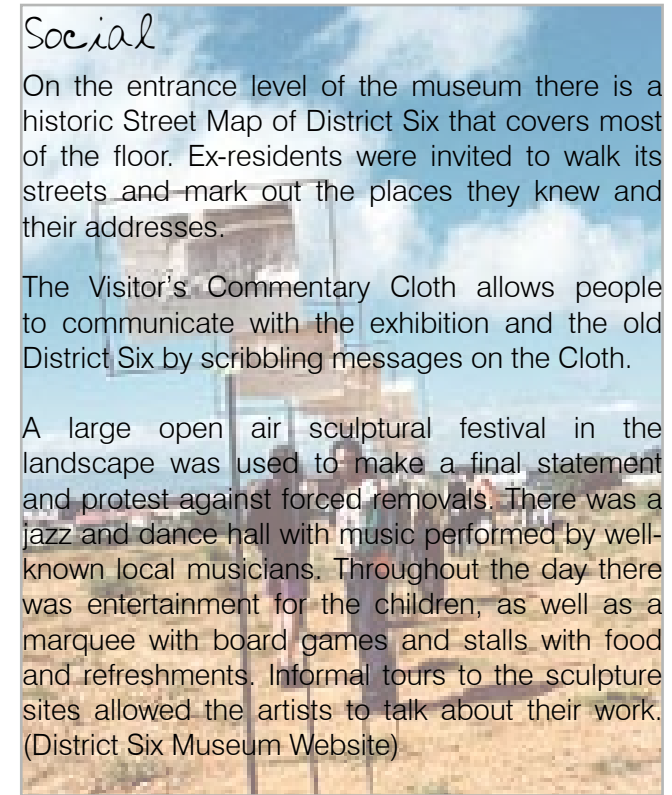 Social
On the entrance level of the museum there is a
historic Street Map of District Six that covers most
of the floor. Ex-residents were invited to walk its
streets and mark out the places they knew and
their addresses.
The Visitor’s Commentary Cloth allows people
to communicate with the exhibition and the old
District Six by scribbling messages on the Cloth.
A large open air sculptural festival in the
landscape was used to make a final statement
and protest against forced removals. There was a
jazz and dance hall with music performed by well-
known local musicians. Throughout the day there
was entertainment for the children, as well as a
marquee with board games and stalls with food
and refreshments. Informal tours to the sculpture
sites allowed the artists to talk about their work.
(District Six Museum Website)